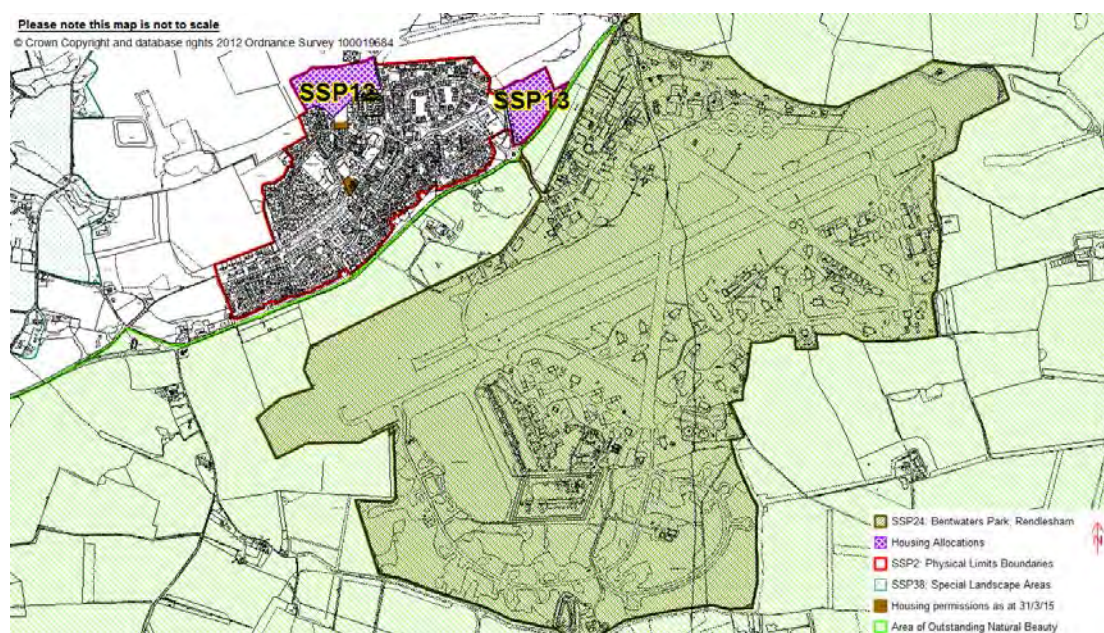 Please note this map is not to scale
© Crown Copyright and database rights 2012 Ordnance Survey 100019684
SSP12
SSP13
SSP24: Bentwaters Park, Rendlesham
Housing Allocations
SSP2: Physical Limits Boundaries
SSP38: Special Landscape Areas
Housing permissions as at 31/3/15
Area of Outstanding Natural Beauty
N